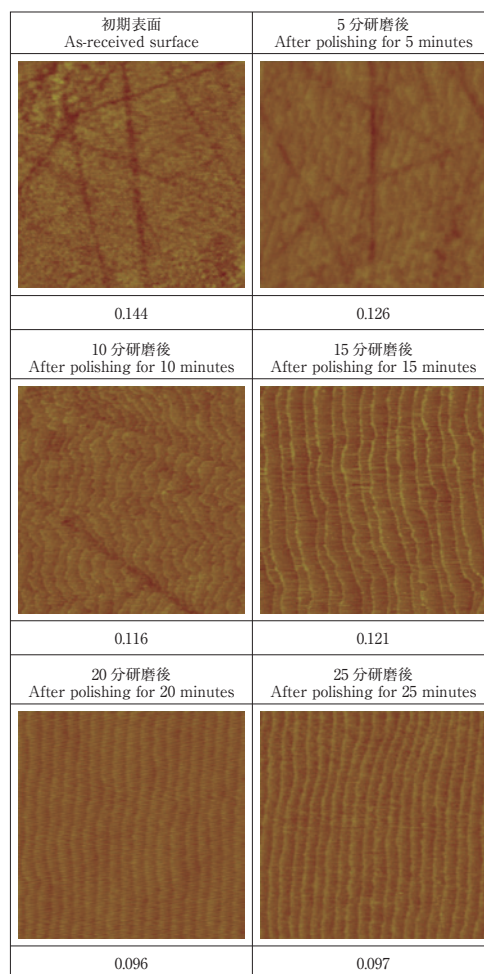 初期表面
As-received surface
5 分研磨後
After polishing for 5 minutes
0.144
0.126
10 分研磨後
After polishing for 10 minutes
15 分研磨後
After polishing for 15 minutes
0.116
0.121
20 分研磨後
After polishing for 20 minutes
25 分研磨後
After polishing for 25 minutes
0.096
0.097